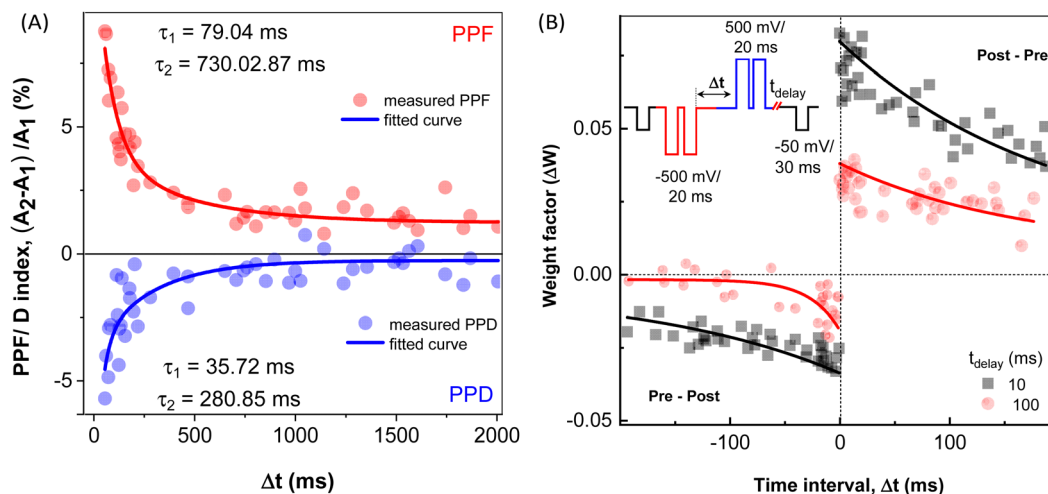 (A)
PPF/ D index, (A2-A1) /A1 (%)
5
0
-5
τ1 = 79.04 ms
τ2 = 730.02.87 ms
PPF
measured PPF
fitted curve
measured PPD
fitted curve
τ1 = 35.72 ms
τ2 = 280.85 ms
PPD
0
500
1000
1500
2000
Δt (ms)
(B)
Weight factor (ΔW)
0.05
0.00
-0.05
500 mV/
20 ms
Post - Pre
Δt
tdelay
-500 mV/
20 ms
-50 mV/
30 ms
Pre - Post
tdelay (ms)
10
100
-100
0
100
Time interval, Δt (ms)